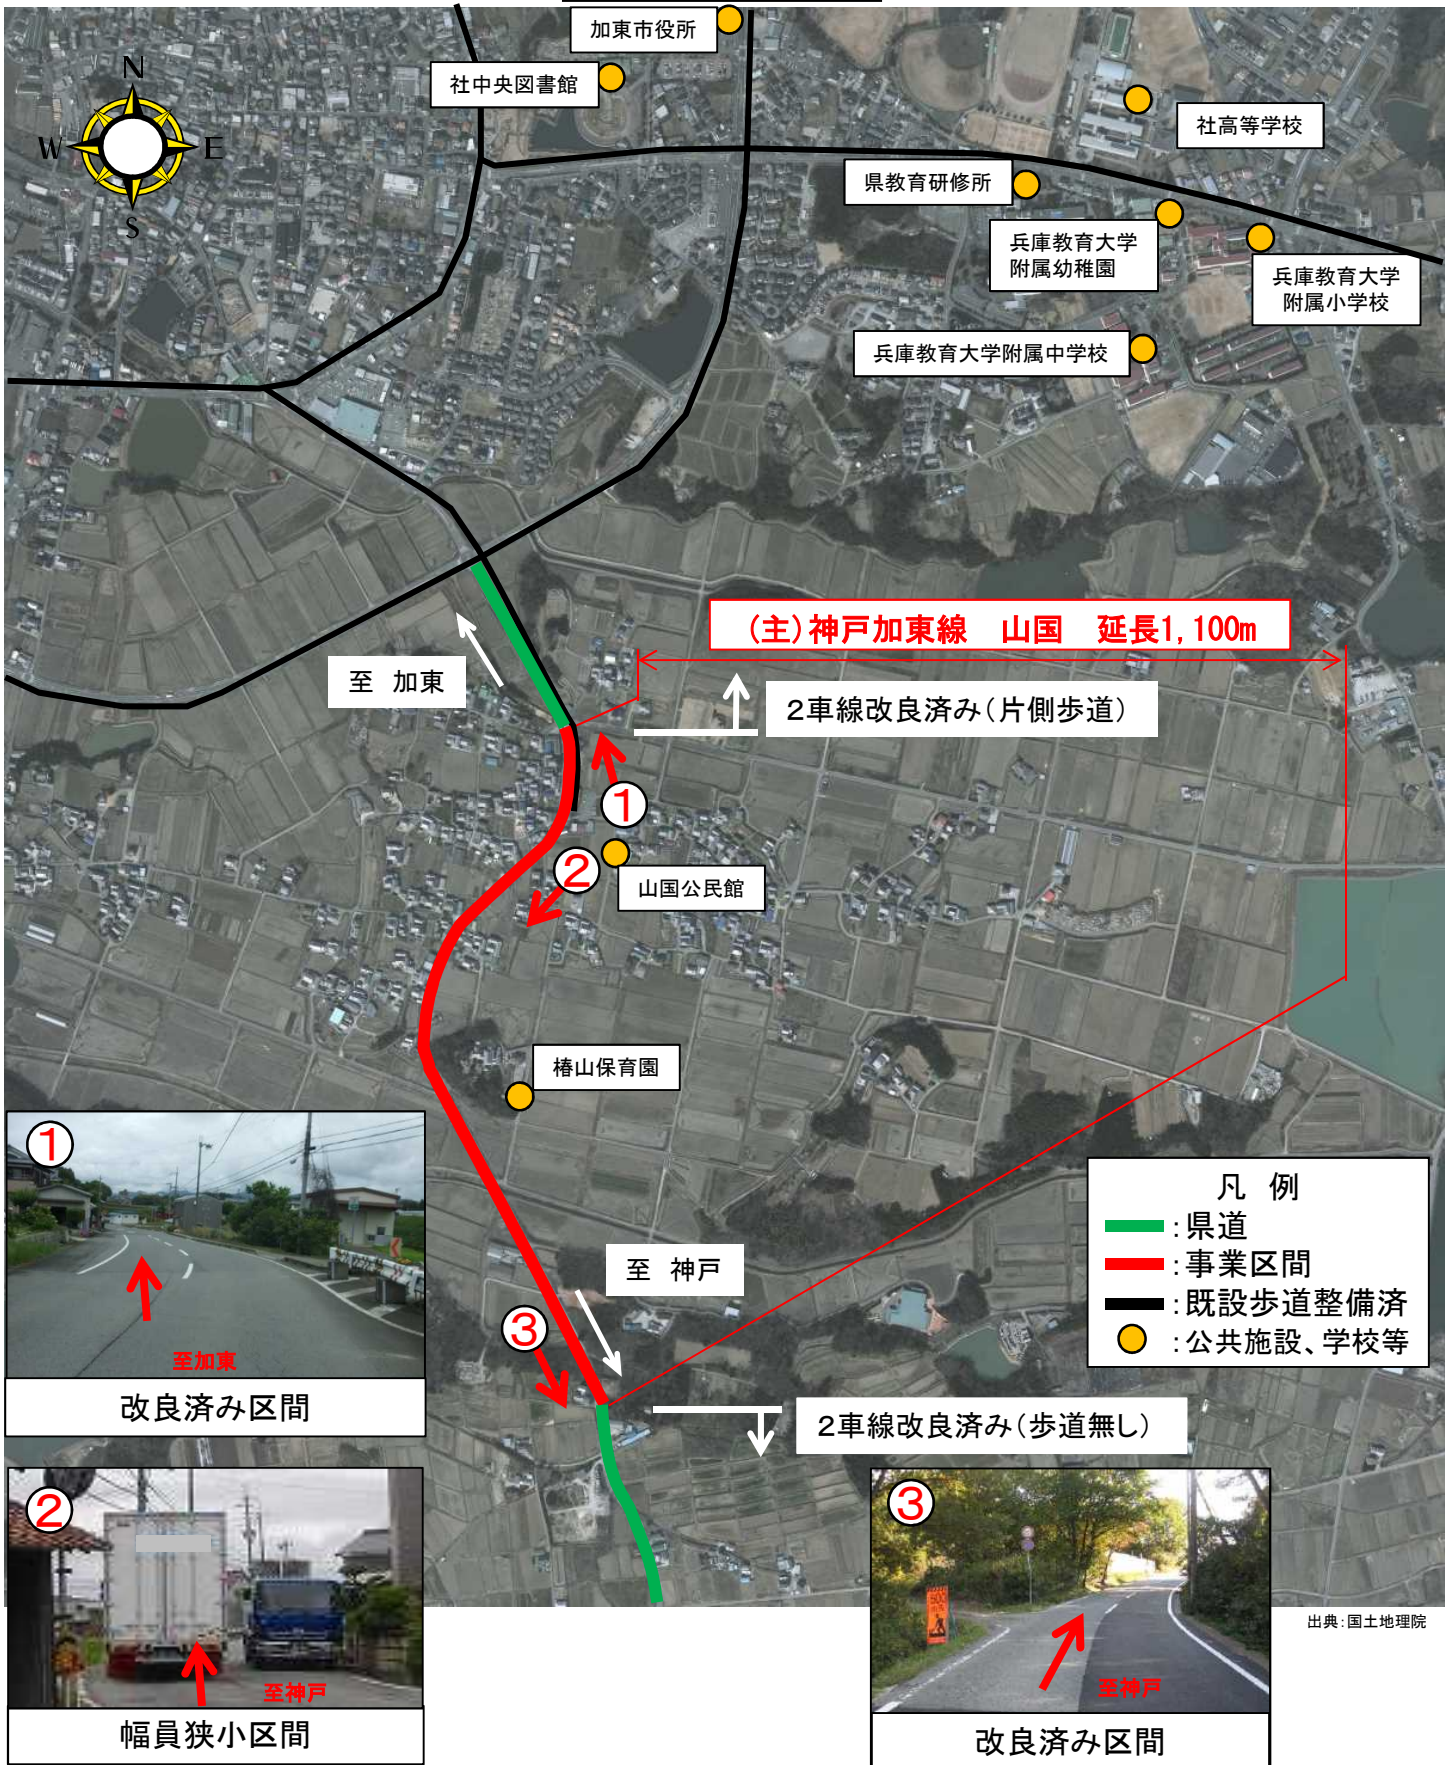 加東市役所
社中央図書館
N
W
E
S
社高等学校
県教育研修所
兵庫教育大学
附属幼稚園
兵庫教育大学
附属小学校
兵庫教育大学附属中学校
(主)神戸加東線　山国　延長1,100m
至　加東
2車線改良済み(片側歩道)
①
②
山国公民館
椿山保育園
至　神戸
③
2車線改良済み(歩道無し)
凡　例
:県道
:事業区間
:既設歩道整備済
:公共施設、学校等
①
至加東
改良済み区間
②
至神戸
幅員狭小区間
③
至神戸
改良済み区間
出典:国土地理院